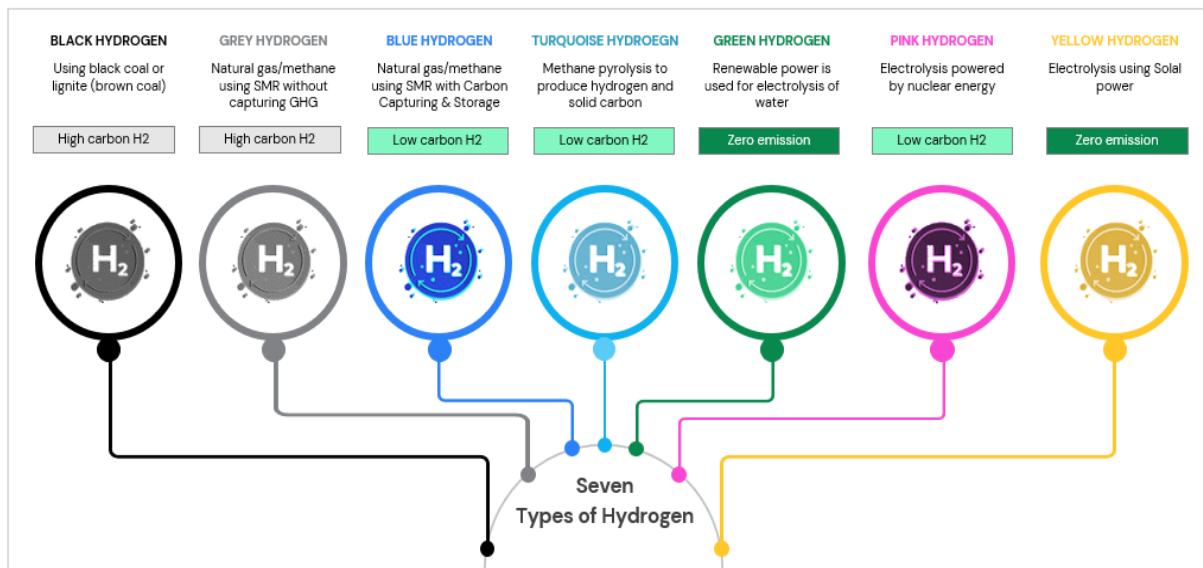 BLACK HYDROGEN
Using black coal or
lignite (brown coal)
High carbon H2
GREY HYDROGEN
Natural gas/methane
using SMR without
capturing GHG
High carbon H2
BLUE HYDROGEN
Natural gas/methane
using SMR with Carbon
Capturing & Storage
Low carbon H2
TURQUOISE HYDROEGN
Methane pyrolysis to
produce hydrogen and
solid carbon
Low carbon H2
GREEN HYDROGEN
Renewable power is
used for electrolysis of
water
Zero emission
PINK HYDROGEN
Electrolysis powered
by nuclear energy
Low carbon H2
YELLOW HYDROGEN
Electrolysis using Solal
power
Zero emission
H2
H2
H2
H2
H2
H2
H2
Seven
Types of Hydrogen